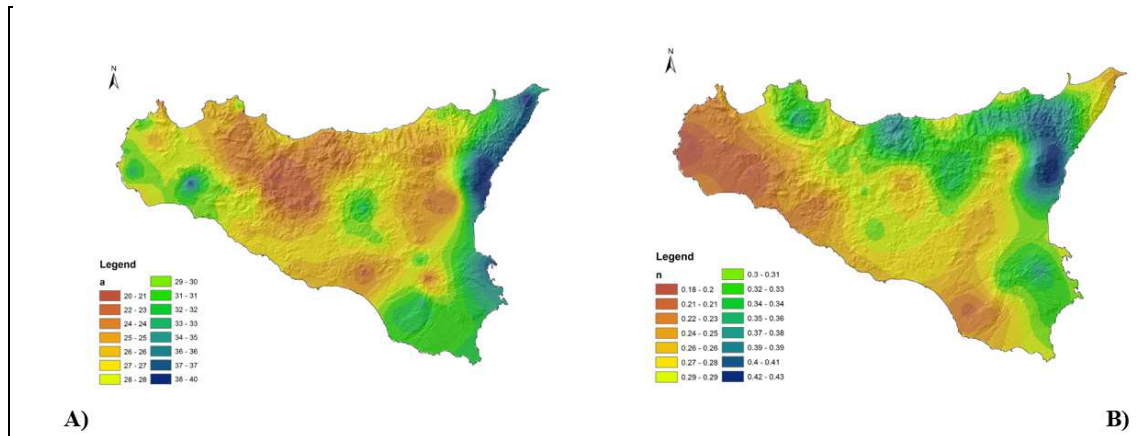 N
Legend
a
20 - 21
22 - 23
24 - 24
25 - 25
26 - 26
27 - 27
28 - 28
29 - 30
31 - 31
32 - 32
33 - 33
34 - 35
36 - 36
37 - 37
38 - 40
A)
N
Legend
n
0.18 - 0.2
0.21 - 0.21
0.22 - 0.23
0.24 - 0.25
0.26 - 0.26
0.27 - 0.28
0.29 - 0.29
0.3 - 0.31
0.32 - 0.33
0.34 - 0.34
0.35 - 0.36
0.37 - 0.38
0.39 - 0.39
0.4 - 0.41
0.42 - 0.43
B)